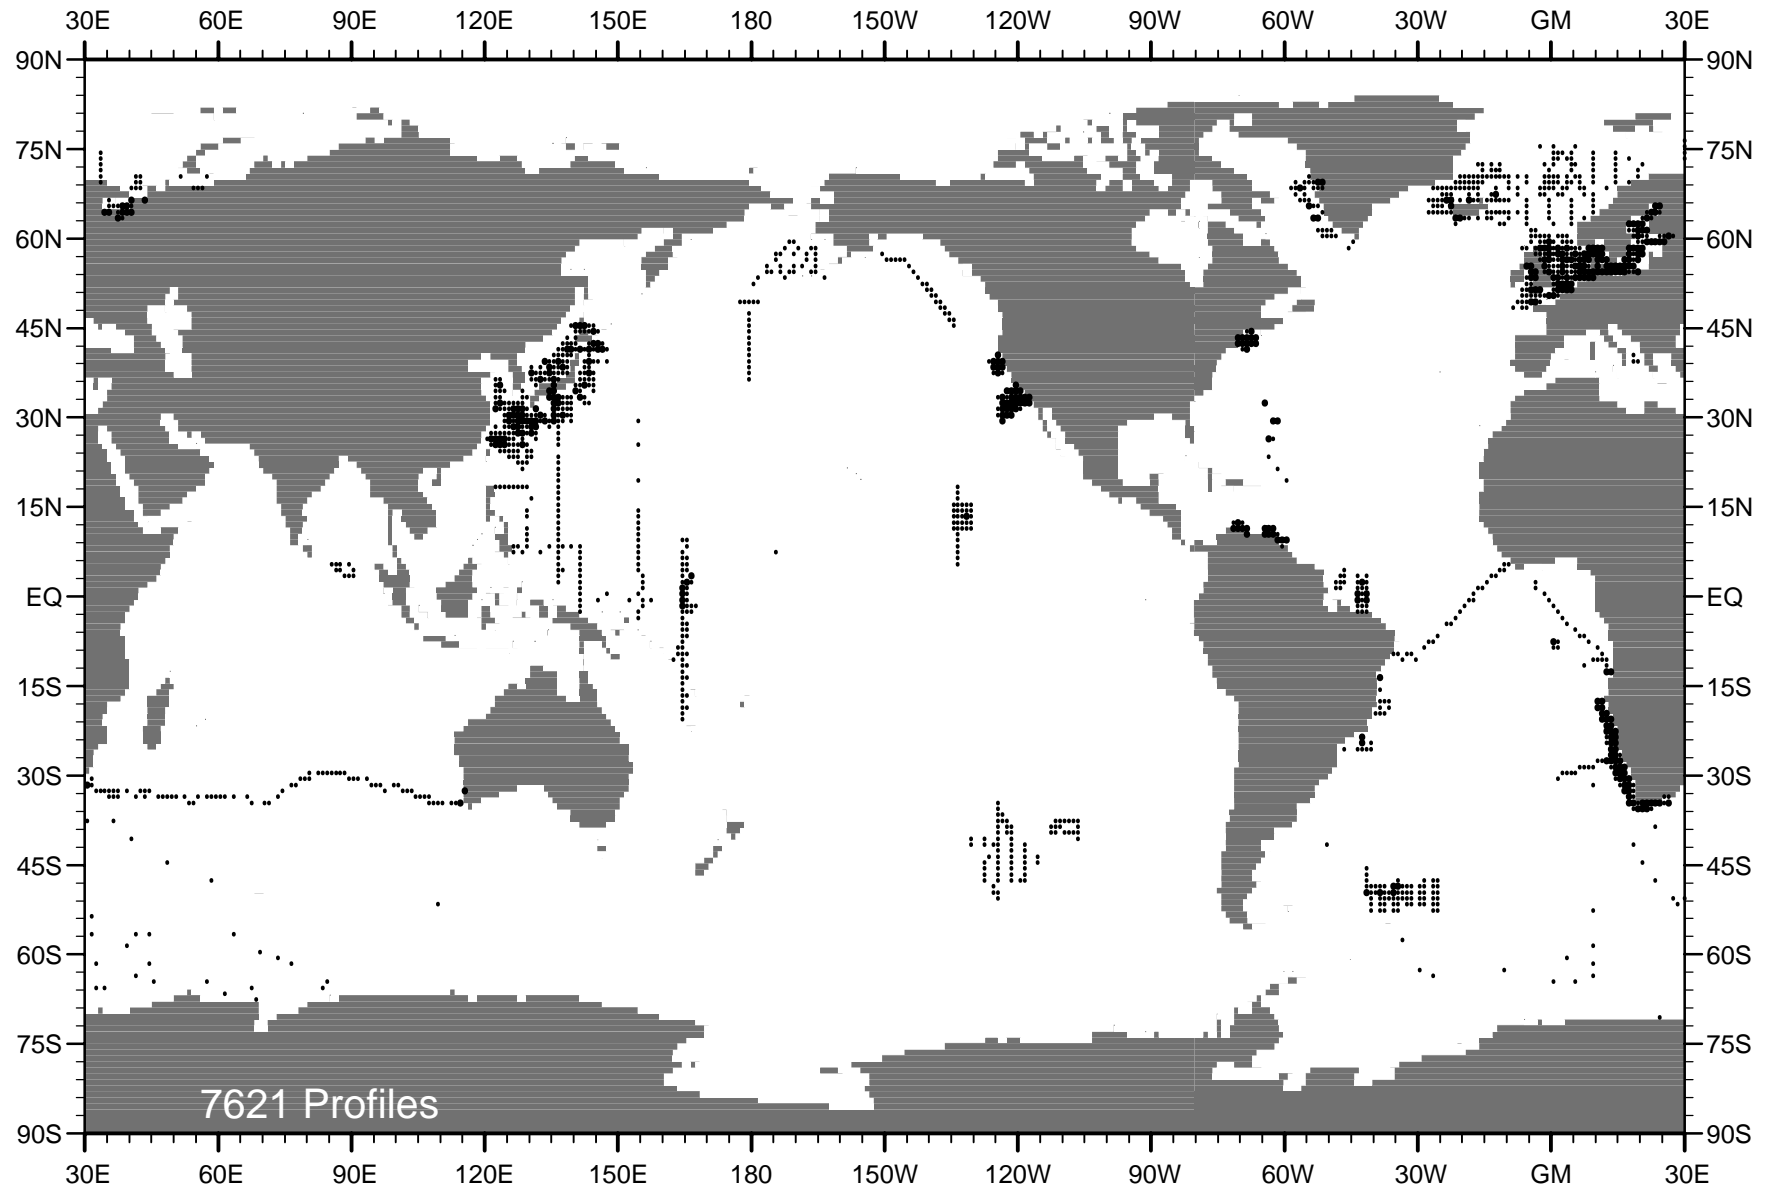 30E 60E 90E 120E 150E 180 150W 120W 90W 60W 30W GM 30E
90N 90N
75N 75N
60N 60N
45N 45N
30N 30N
15N 15N
EQ EQ
15S 15S
30S 30S
45S 45S
60S 60S
75S 75S
7621 Profiles
90S 90S
30E 60E 90E 120E 150E 180 150W 120W 90W 60W 30W GM 30E